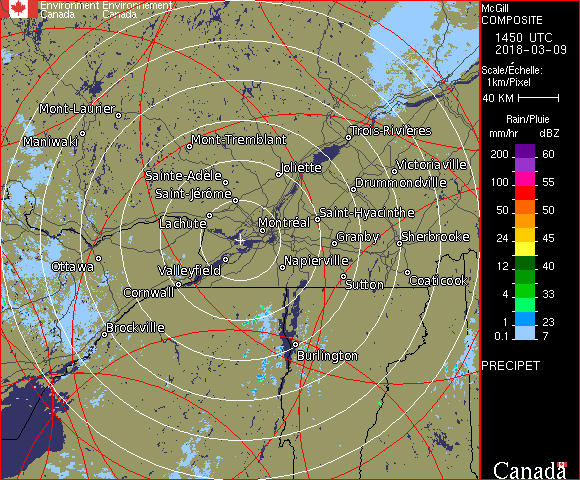 Environment Environnement
Canada Canada
McGill
COMPOSITE
1450 UTC
2018-03-09
Scale/Échelle:
1km/Pixel
40 KM
Rain/Pluie
mm/hr dBZ
200 60
100 55
50 50
24 45
12 40
4 33
1 23
0.1 7
PRECIPET
Canada
Mont-Laurier
Maniwaki
Mont-Tremblant
Trois-Rivières
Joliette
Victoriaville
Sainte-Adèle
Drummondville
Saint-Jérôme
Lachute
Saint-Hyacinthe
Montréal
Granby
Sherbrooke
Ottawa
Valleyfield
Napierville
Sutton
Coaticook
Cornwall
Brockville
Burlington